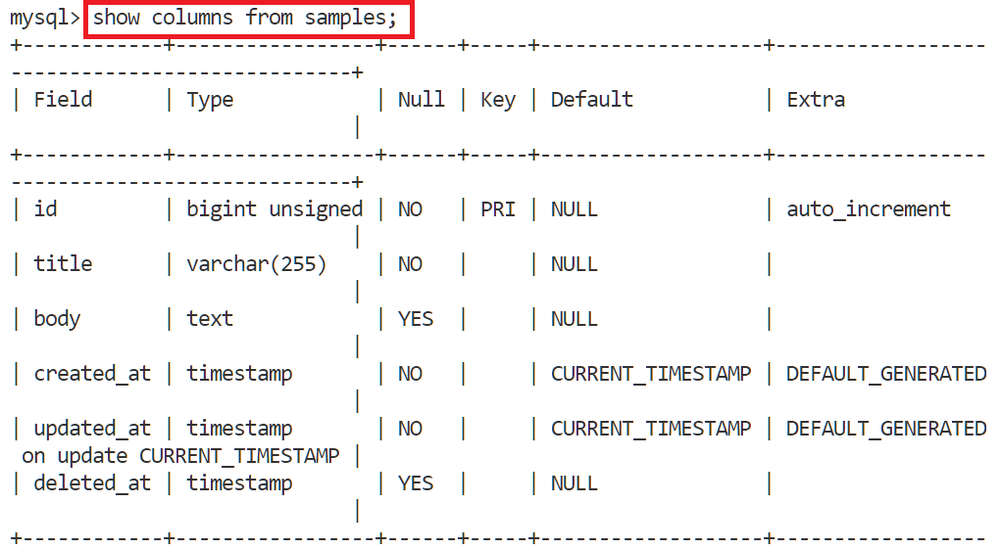 mysql> show columns from samples;
+------------+-----------------+------+-----+-------------------+------------------
-----------------------------+
| Field      | Type            | Null | Key | Default           | Extra
                             |
+------------+-----------------+------+-----+-------------------+------------------
-----------------------------+
| id         | bigint unsigned | NO   | PRI | NULL              | auto_increment
                             |
| title      | varchar(255)    | NO   |     | NULL              |
                             |
| body       | text            | YES  |     | NULL              |
                             |
| created_at | timestamp       | NO   |     | CURRENT_TIMESTAMP | DEFAULT_GENERATED
                             |
| updated_at | timestamp       | NO   |     | CURRENT_TIMESTAMP | DEFAULT_GENERATED
 on update CURRENT_TIMESTAMP |
| deleted_at | timestamp       | YES  |     | NULL              |
                             |
+------------+-----------------+------+-----+-------------------+------------------